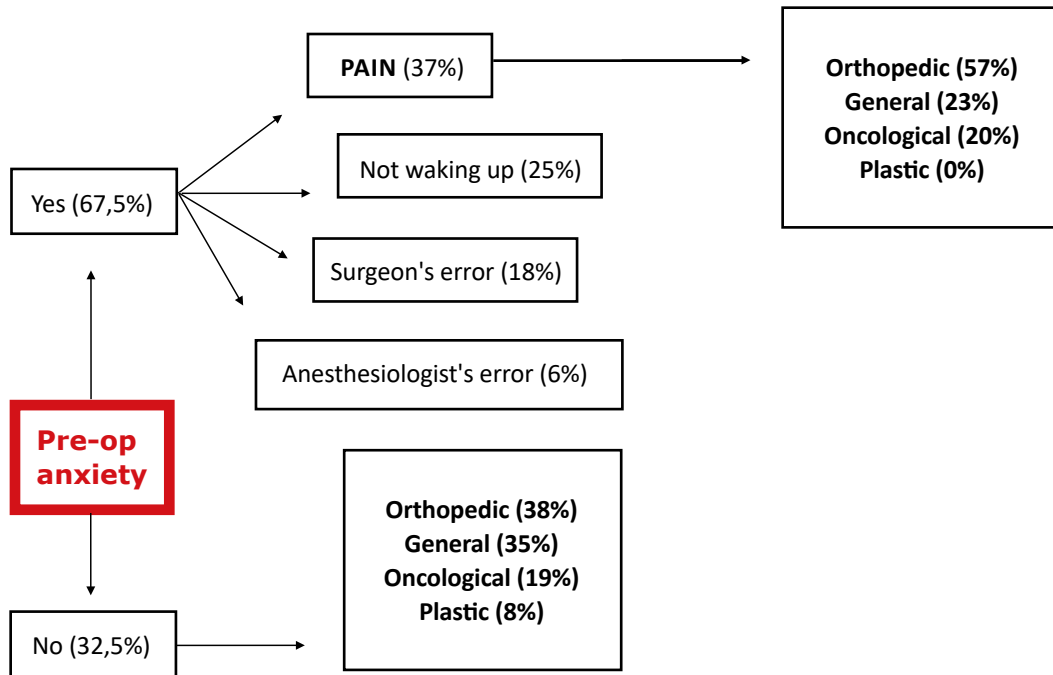 PAIN (37%)
Orthopedic (57%)
General (23%)
Oncological (20%)
Plastic (0%)
Not waking up (25%)
Yes (67,5%)
Surgeon's error (18%)
Anesthesiologist's error (6%)
Pre-op
anxiety
Orthopedic (38%)
General (35%)
Oncological (19%)
Plastic (8%)
No (32,5%)